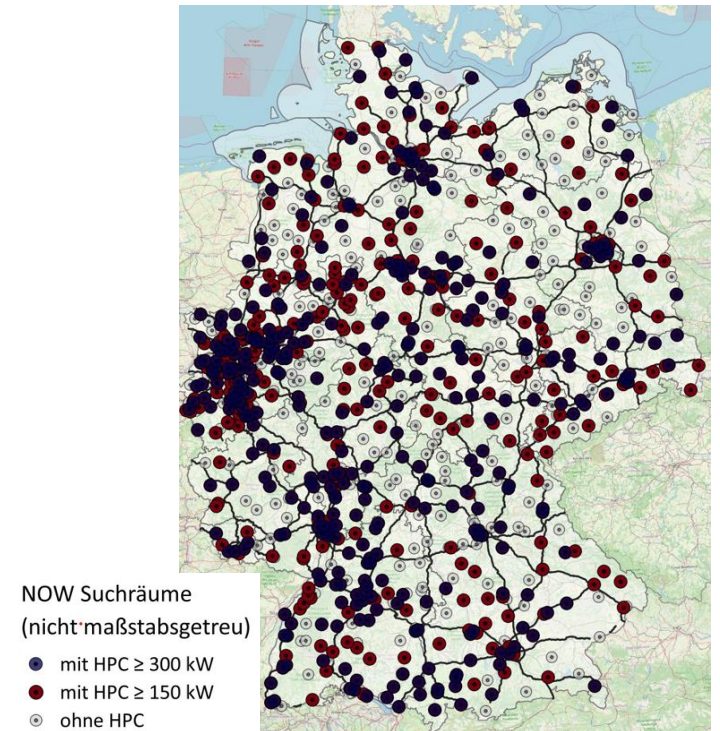 NOW Suchräume
(nicht maßstabsgetreu)
mit HPC ≥ 300 kW
mit HPC ≥ 150 kW
ohne HPC